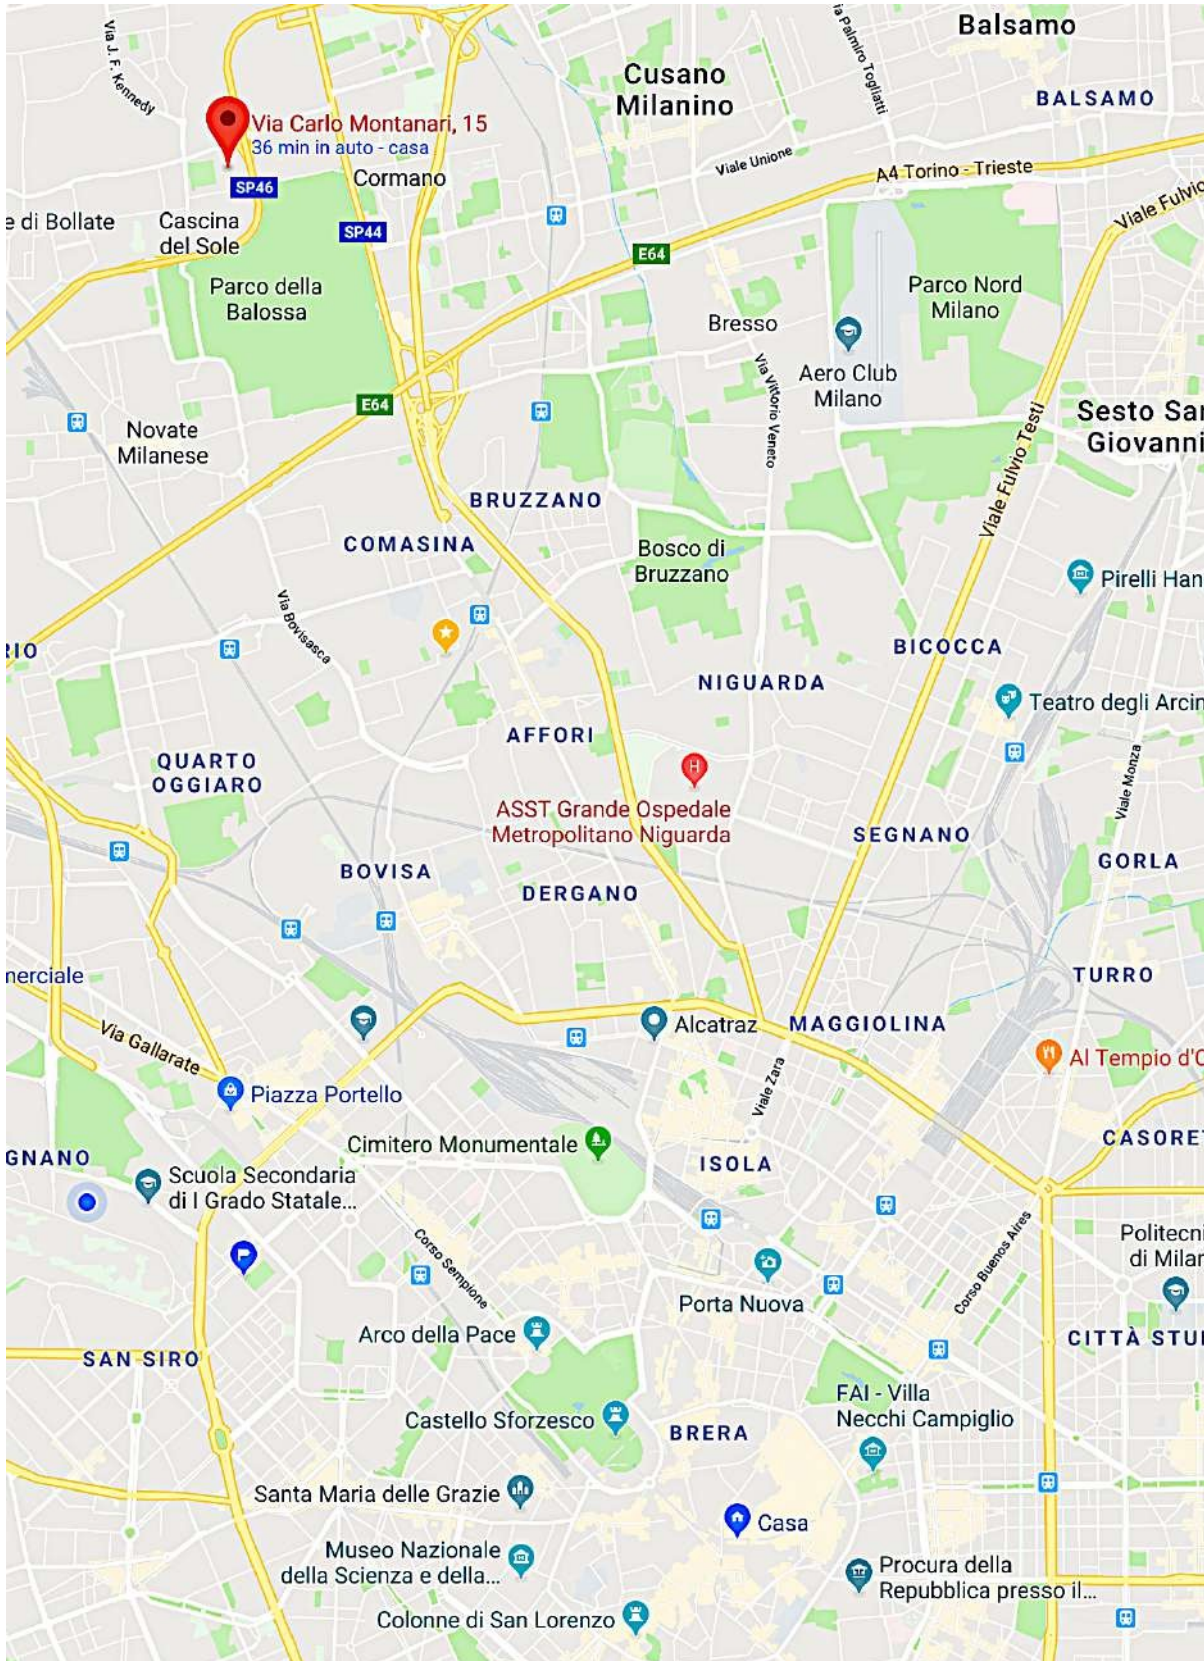 Balsamo
Via J. F. Kennedy
ia Palmiro Togliatti
Cusano
Milanino
BALSAMO
Via Carlo Montanari, 15
36 min in auto - casa
Viale Unione
A4 Torino - Trieste
Cormano
SP46
Viale Fulvio
e di Bollate
Cascina
del Sole
SP44
E64
Parco della
Balossa
Parco Nord
Milano
Bresso
Aero Club
Milano
Via Vittorio Veneto
E64
Sesto Sar
Giovanni
Novate
Milanese
Viale Fulvio Testi
BRUZZANO
COMASINA
Bosco di
Bruzzano
Pirelli Han
Via Bovisasca
RIO
BICOCCA
NIGUARDA
Teatro degli Arcim
AFFORI
QUARTO
OGGIARO
Viale Monza
ASST Grande Ospedale
Metropolitano Niguarda
SEGNANO
GORLA
BOVISA
DERGANO
merciale
TURRO
Via Gallarate
Alcatraz
MAGGIOLINA
Al Tempio d'O
Viale Zara
Piazza Portello
Cimitero Monumentale
CASORET
GNANO
ISOLA
Scuola Secondaria
di I Grado Statale...
Corso Sempione
Corso Buenos Aires
Politecni
di Milan
Porta Nuova
Arco della Pace
CITTÀ STUD
SAN SIRO
FAI - Villa
Necchi Campiglio
Castello Sforzesco
BRERA
Santa Maria delle Grazie
Casa
Museo Nazionale
della Scienza e della...
Procura della
Repubblica presso il...
Colonne di San Lorenzo